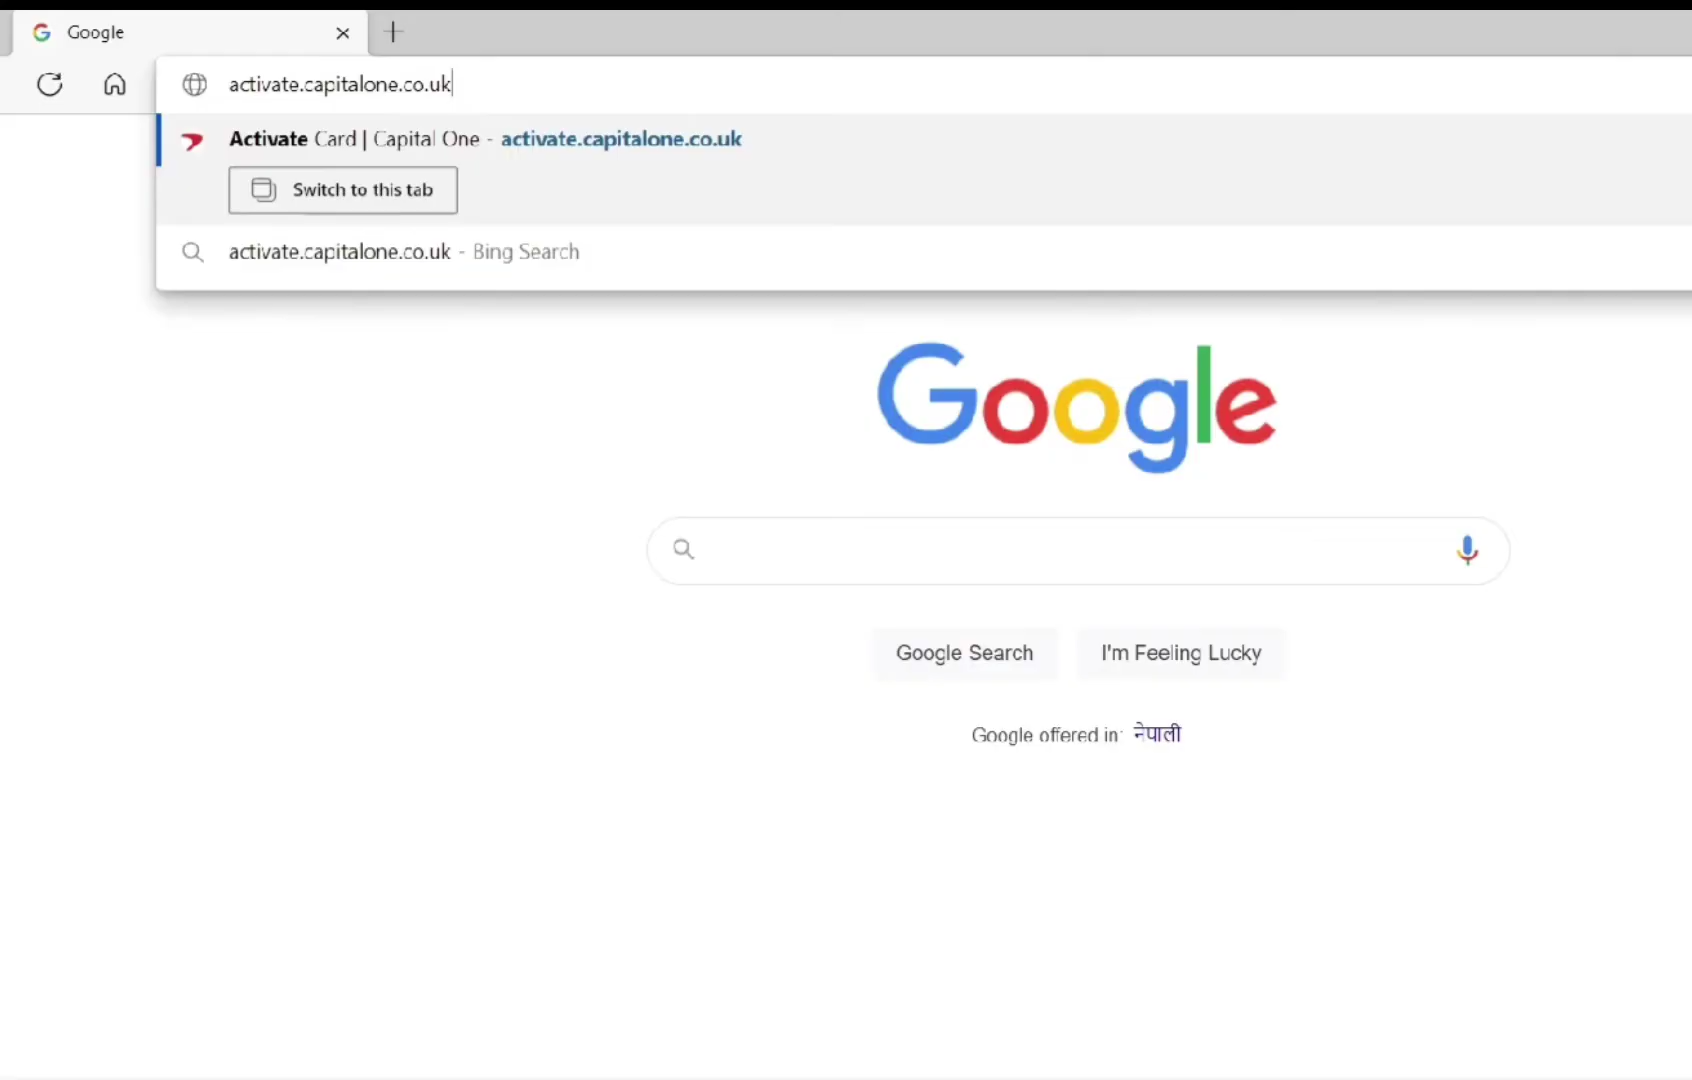 Google
activate.capitalone.co.uk
Activate Card | Capital One - activate.capitalone.co.uk
Switch to this tab
activate.capitalone.co.uk - Bing Search
Google
Google Search
I'm Feeling Lucky
Google offered in: नेपाली